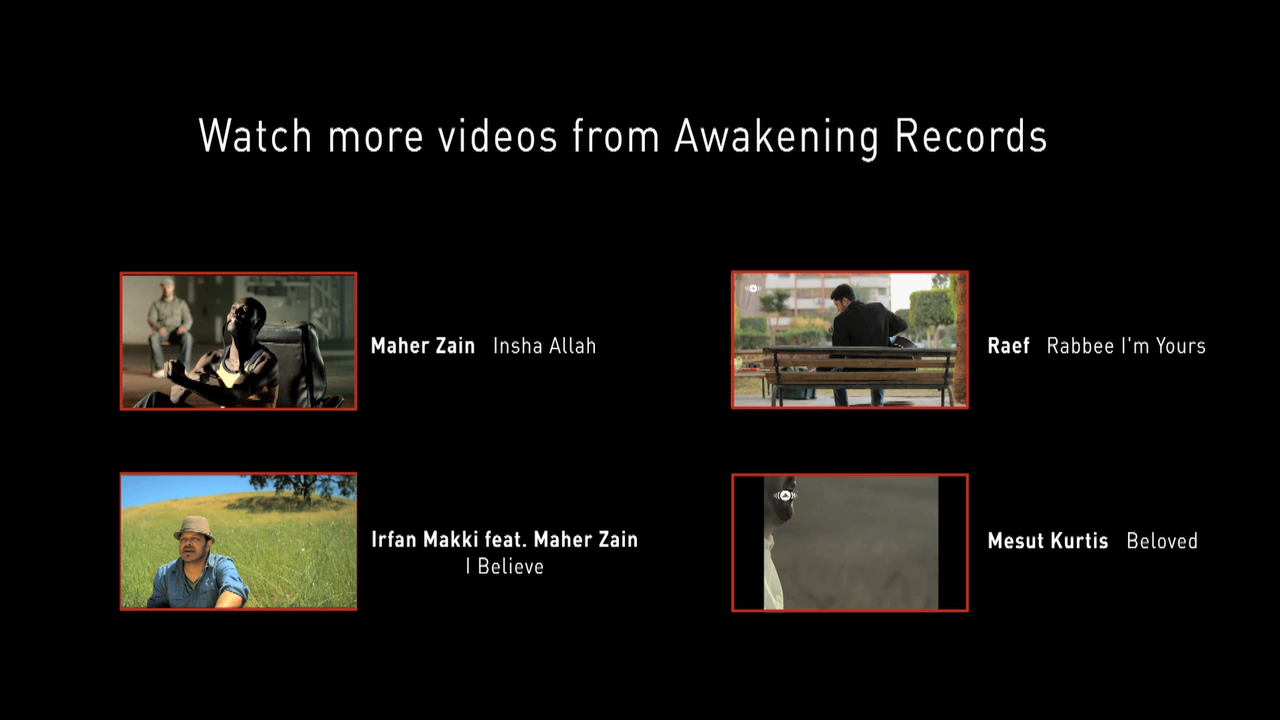 Watch more videos from Awakening Records
Maher Zain Insha Allah
Raef Rabbee I'm Yours
Irfan Makki feat. Maher Zain
I Believe
Mesut Kurtis Beloved